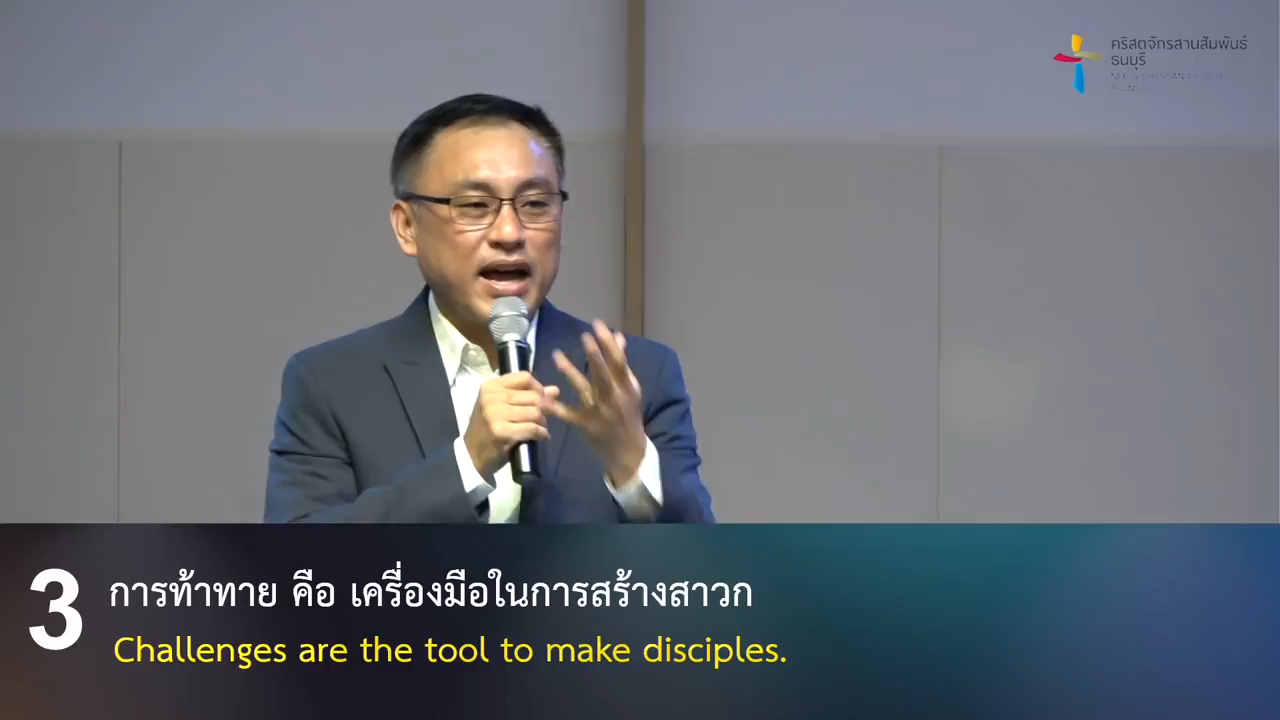 คริสตจักรสานสัมพันธ์
ธนบุรี
3
การท้าทาย คือ เครื่องมือในการสร้างสาวก
Challenges are the tool to make disciples.